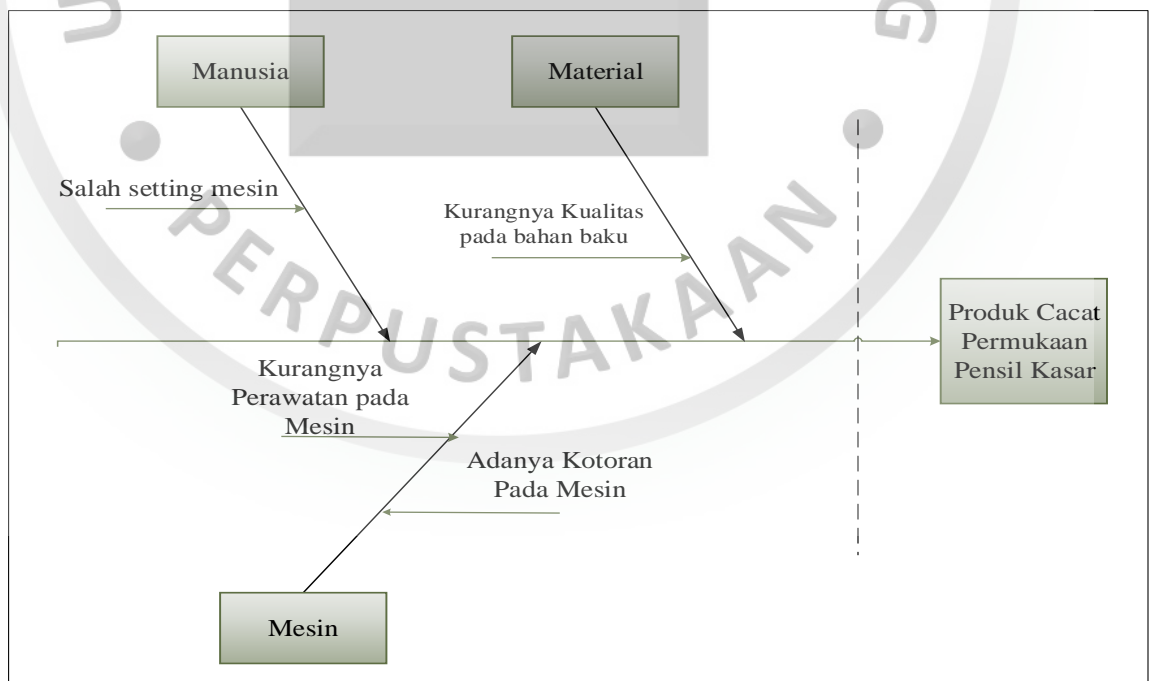 Manusia
Material
Salah setting mesin
Kurangnya Kualitas
pada bahan baku
Produk Cacat
Permukaan
Pensil Kasar
Kurangnya
Perawatan pada
Mesin
Adanya Kotoran
Pada Mesin
Mesin
U
G
PERPUSTAKAAN